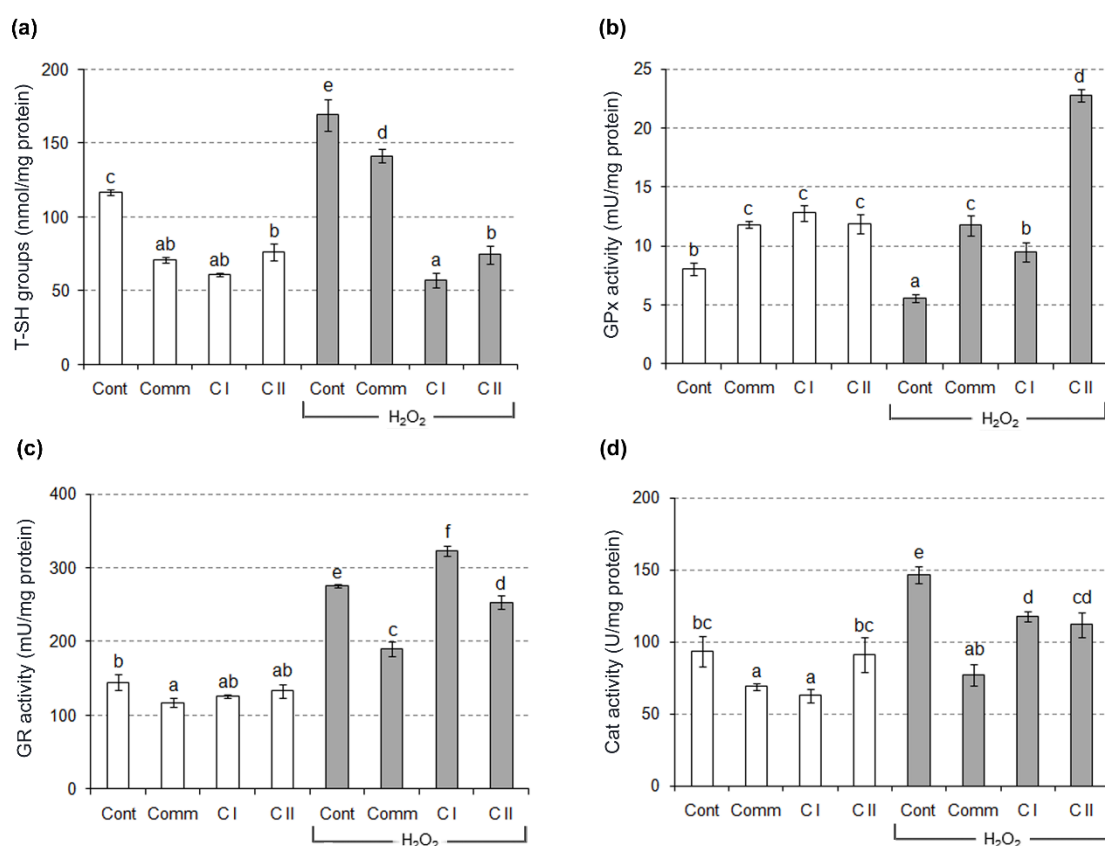 (a)
T-SH groups (nmol/mg protein)
200
150
100
50
0
c
ab
ab
b
e
d
a
b
Cont Comm C I C II Cont Comm C I C II
H₂O₂
(b)
GPx activity (mU/mg protein)
25
20
15
10
5
0
b
c
c
c
a
c
b
d
Cont Comm C I C II Cont Comm C I C II
H₂O₂
(c)
GR activity (mU/mg protein)
400
300
200
100
0
b
a
ab
ab
e
c
f
d
Cont Comm C I C II Cont Comm C I C II
H₂O₂
(d)
Cat activity (U/mg protein)
200
150
100
50
0
bc
a
a
bc
e
ab
d
cd
Cont Comm C I C II Cont Comm C I C II
H₂O₂